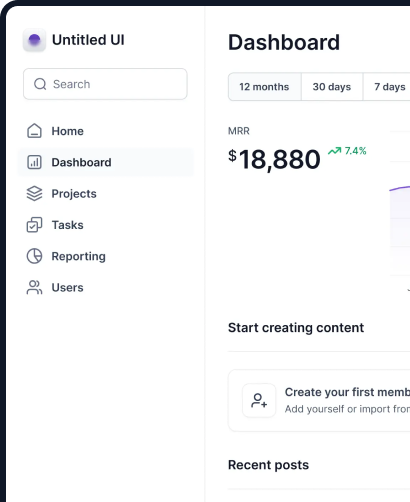 Untitled UI
Search
Home
Dashboard
Projects
Tasks
Reporting
Users
Dashboard
12 months 30 days 7 days
MRR
$18,880 7.4%
Start creating content
Create your first memb
Add yourself or import from
Recent posts